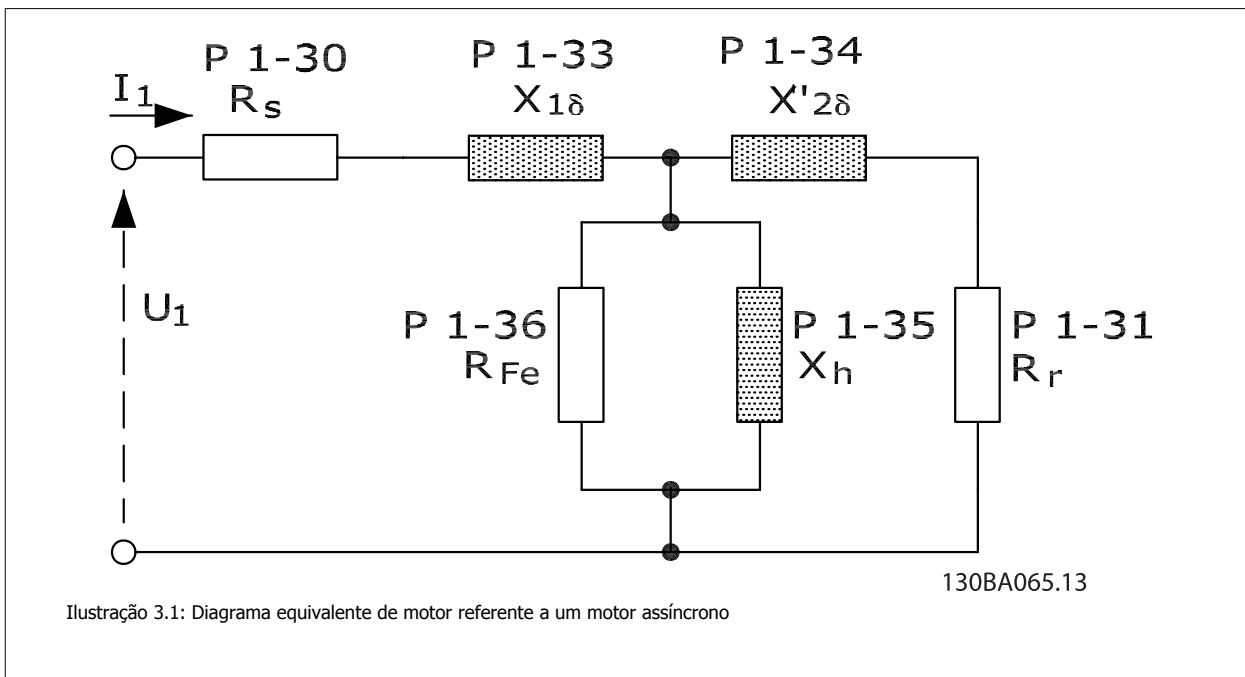 P 1-30
Rs
P 1-33
X1δ
P 1-34
X'2δ
I1
U1
P 1-36
RFe
P 1-35
Xh
P 1-31
Rr
130BA065.13
Ilustração 3.1: Diagrama equivalente de motor referente a um motor assíncrono